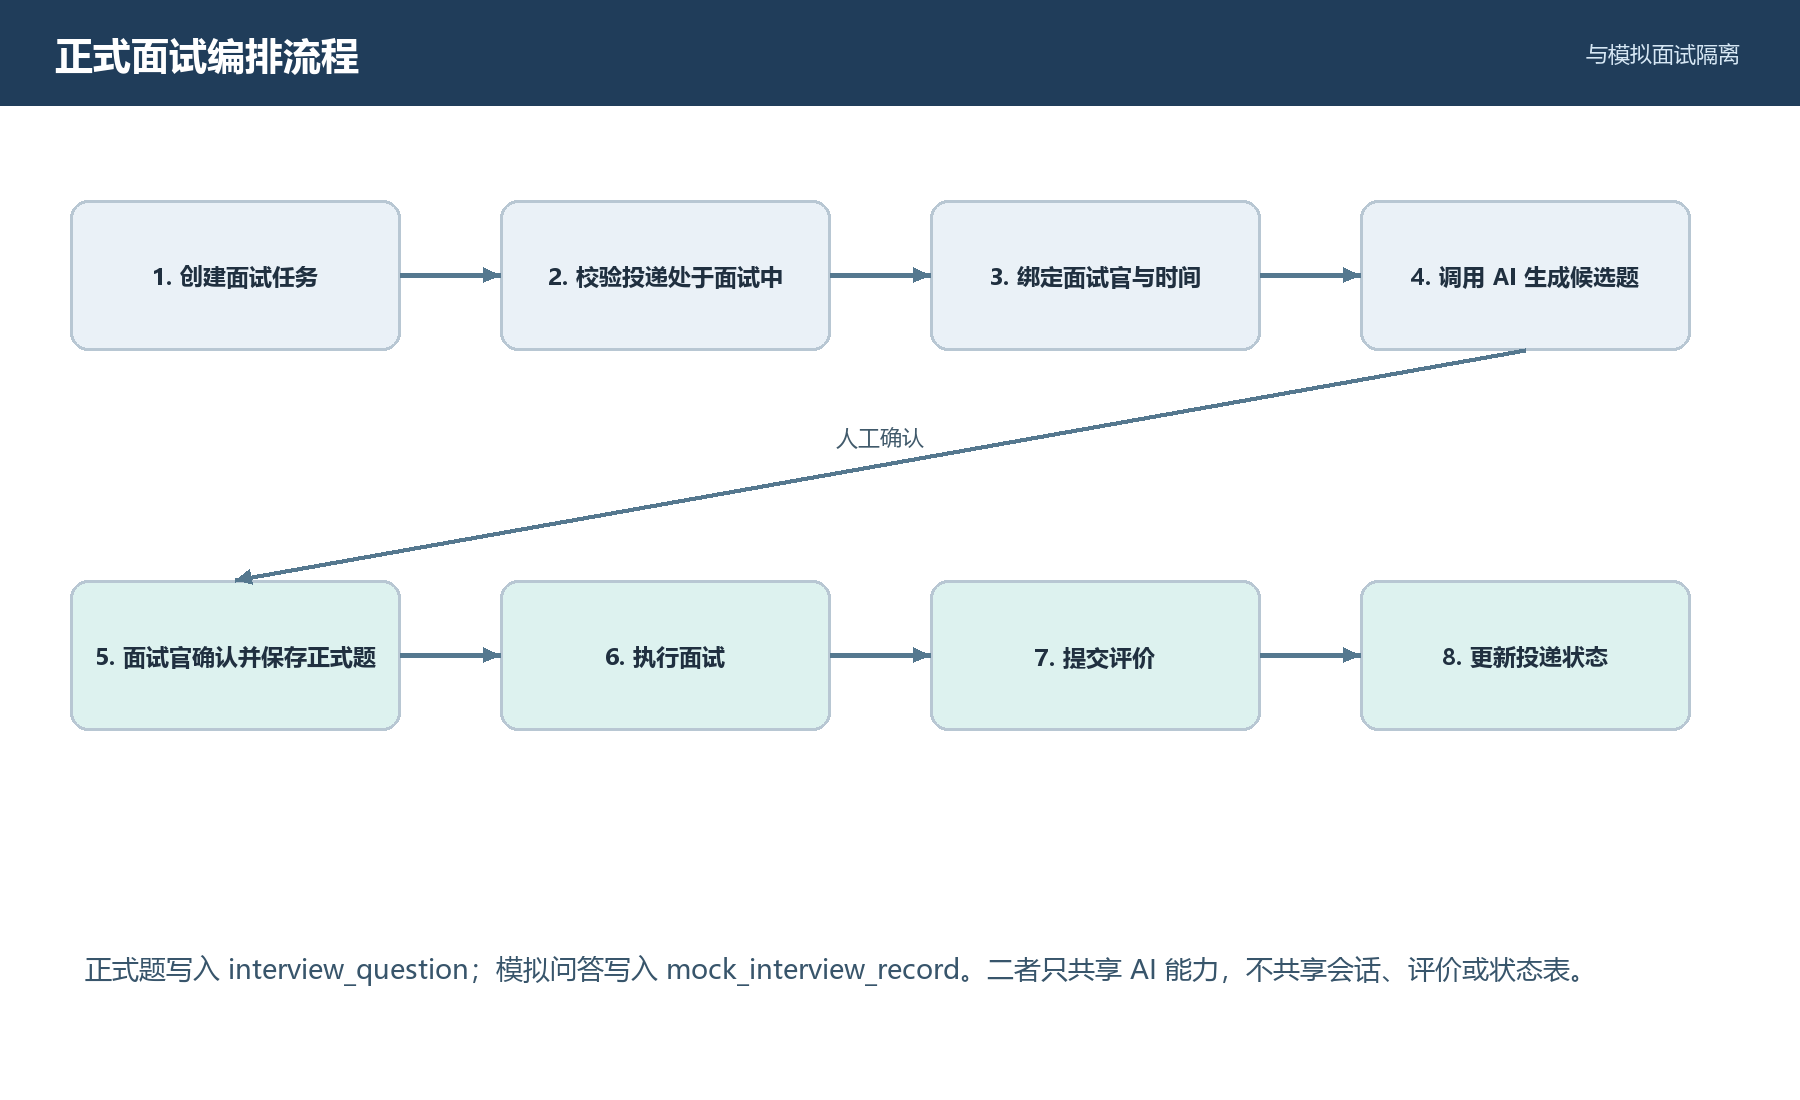 正式面试编排流程
与模拟面试隔离
1. 创建面试任务
2. 校验投递处于面试中
3. 绑定面试官与时间
4. 调用 AI 生成候选题
人工确认
5. 面试官确认并保存正式题
6. 执行面试
7. 提交评价
8. 更新投递状态
正式题写入 interview_question；模拟问答写入 mock_interview_record。二者只共享 AI 能力，不共享会话、评价或状态表。